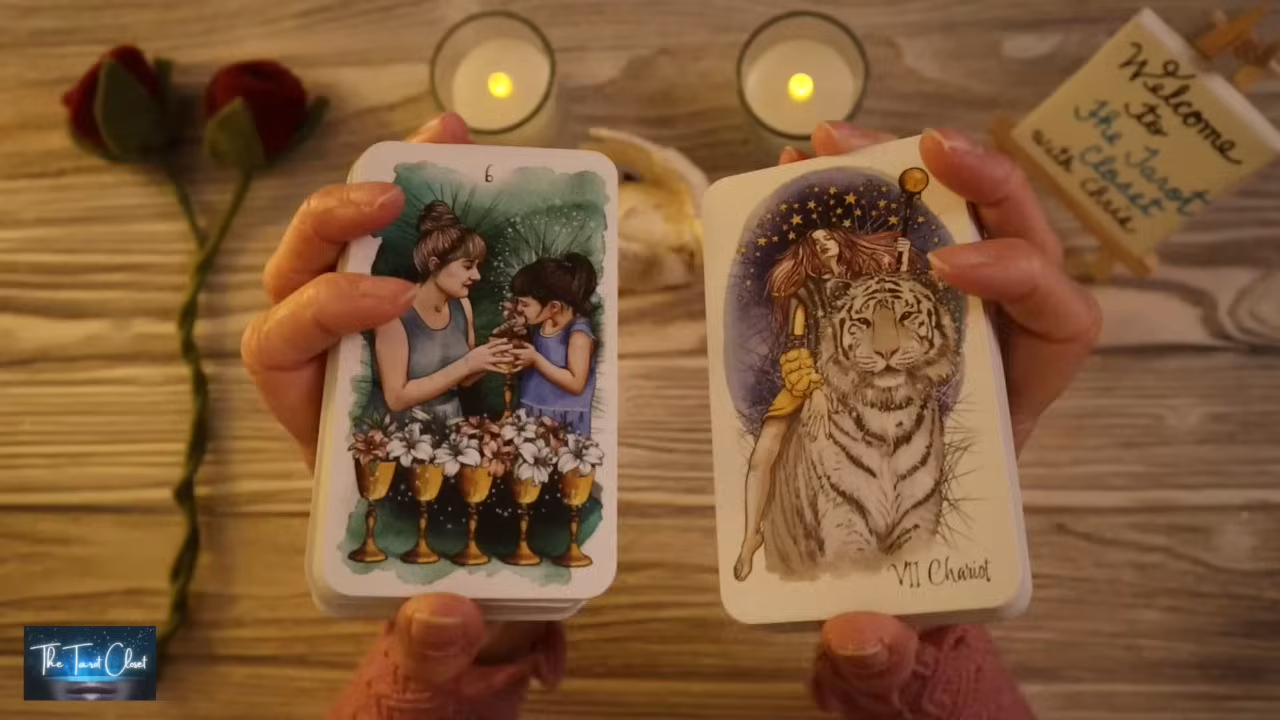 6
VII Chariot
Welcome
to
The Tarot
Closet
with Chris
The Tarot Closet